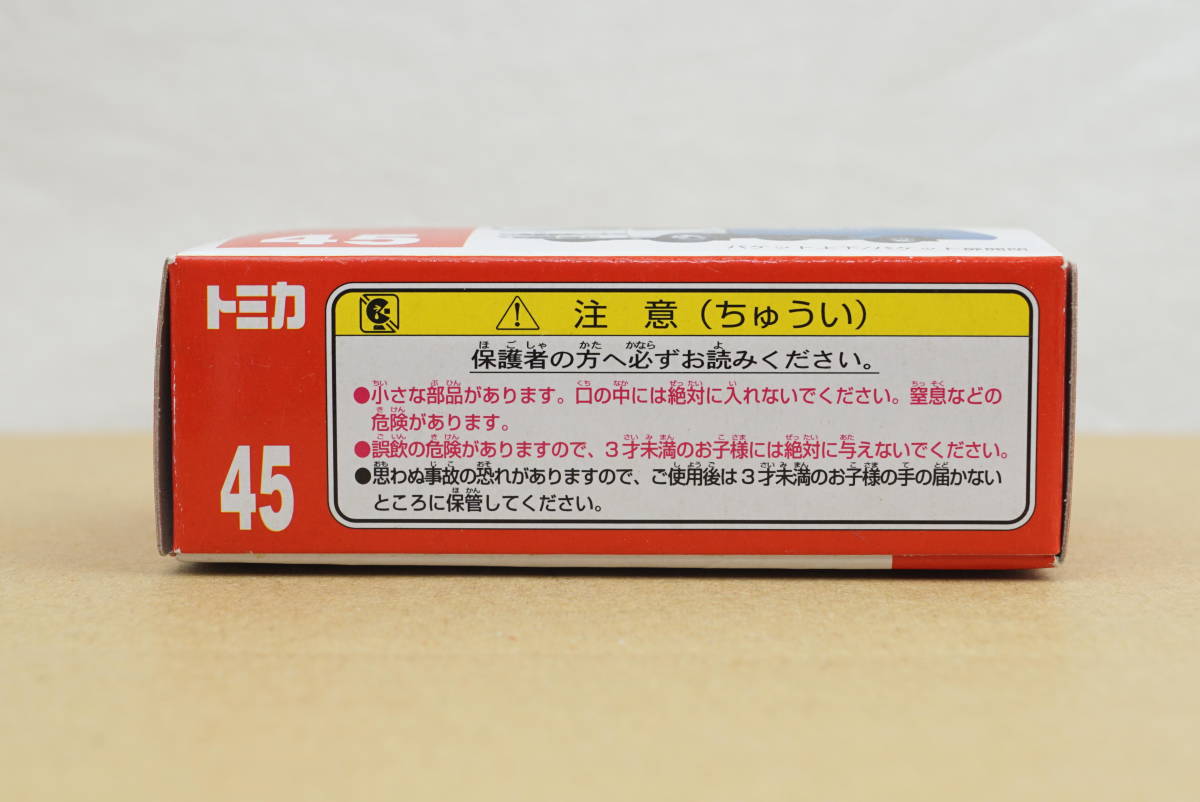 45
トミカ
45
注 意（ちゅうい）
保護者の方へ必ずお読みください。
●小さな部品があります。口の中には絶対に入れないでください。窒息などの
危険があります。
●誤飲の危険がありますので、3才未満のお子様には絶対に与えないでください。
●思わぬ事故の恐れがありますので、ご使用後は3才未満のお子様の手の届かない
ところに保管してください。